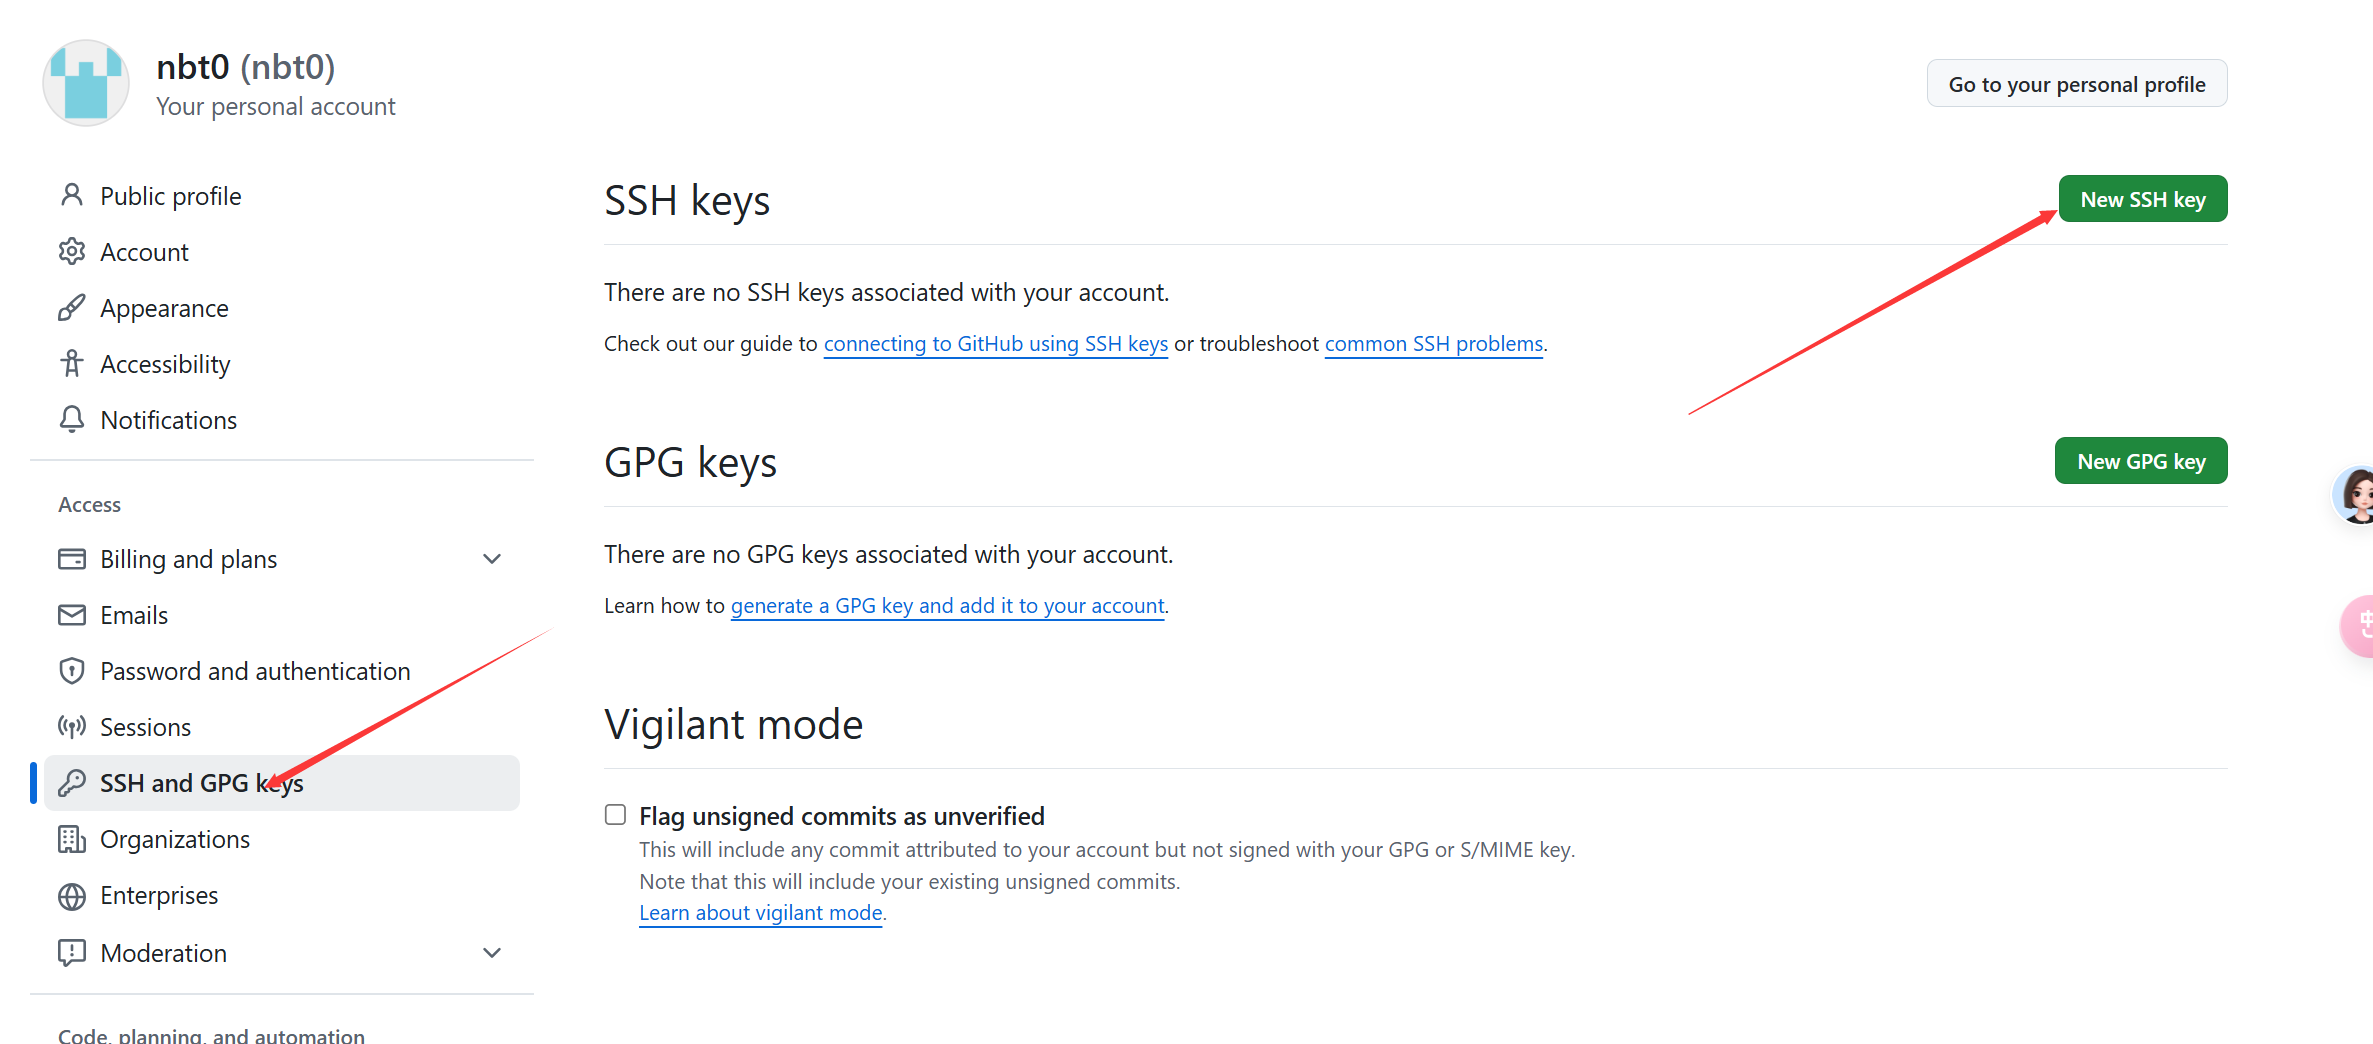 nbt0 (nbt0)
Your personal account
Go to your personal profile
Public profile
Account
Appearance
Accessibility
Notifications
Access
Billing and plans
Emails
Password and authentication
Sessions
SSH and GPG keys
Organizations
Enterprises
Moderation
Code, planning, and automation
SSH keys
New SSH key
There are no SSH keys associated with your account.
Check out our guide to connecting to GitHub using SSH keys or troubleshoot common SSH problems.
GPG keys
New GPG key
There are no GPG keys associated with your account.
Learn how to generate a GPG key and add it to your account.
Vigilant mode
Flag unsigned commits as unverified
This will include any commit attributed to your account but not signed with your GPG or S/MIME key.
Note that this will include your existing unsigned commits.
Learn about vigilant mode.